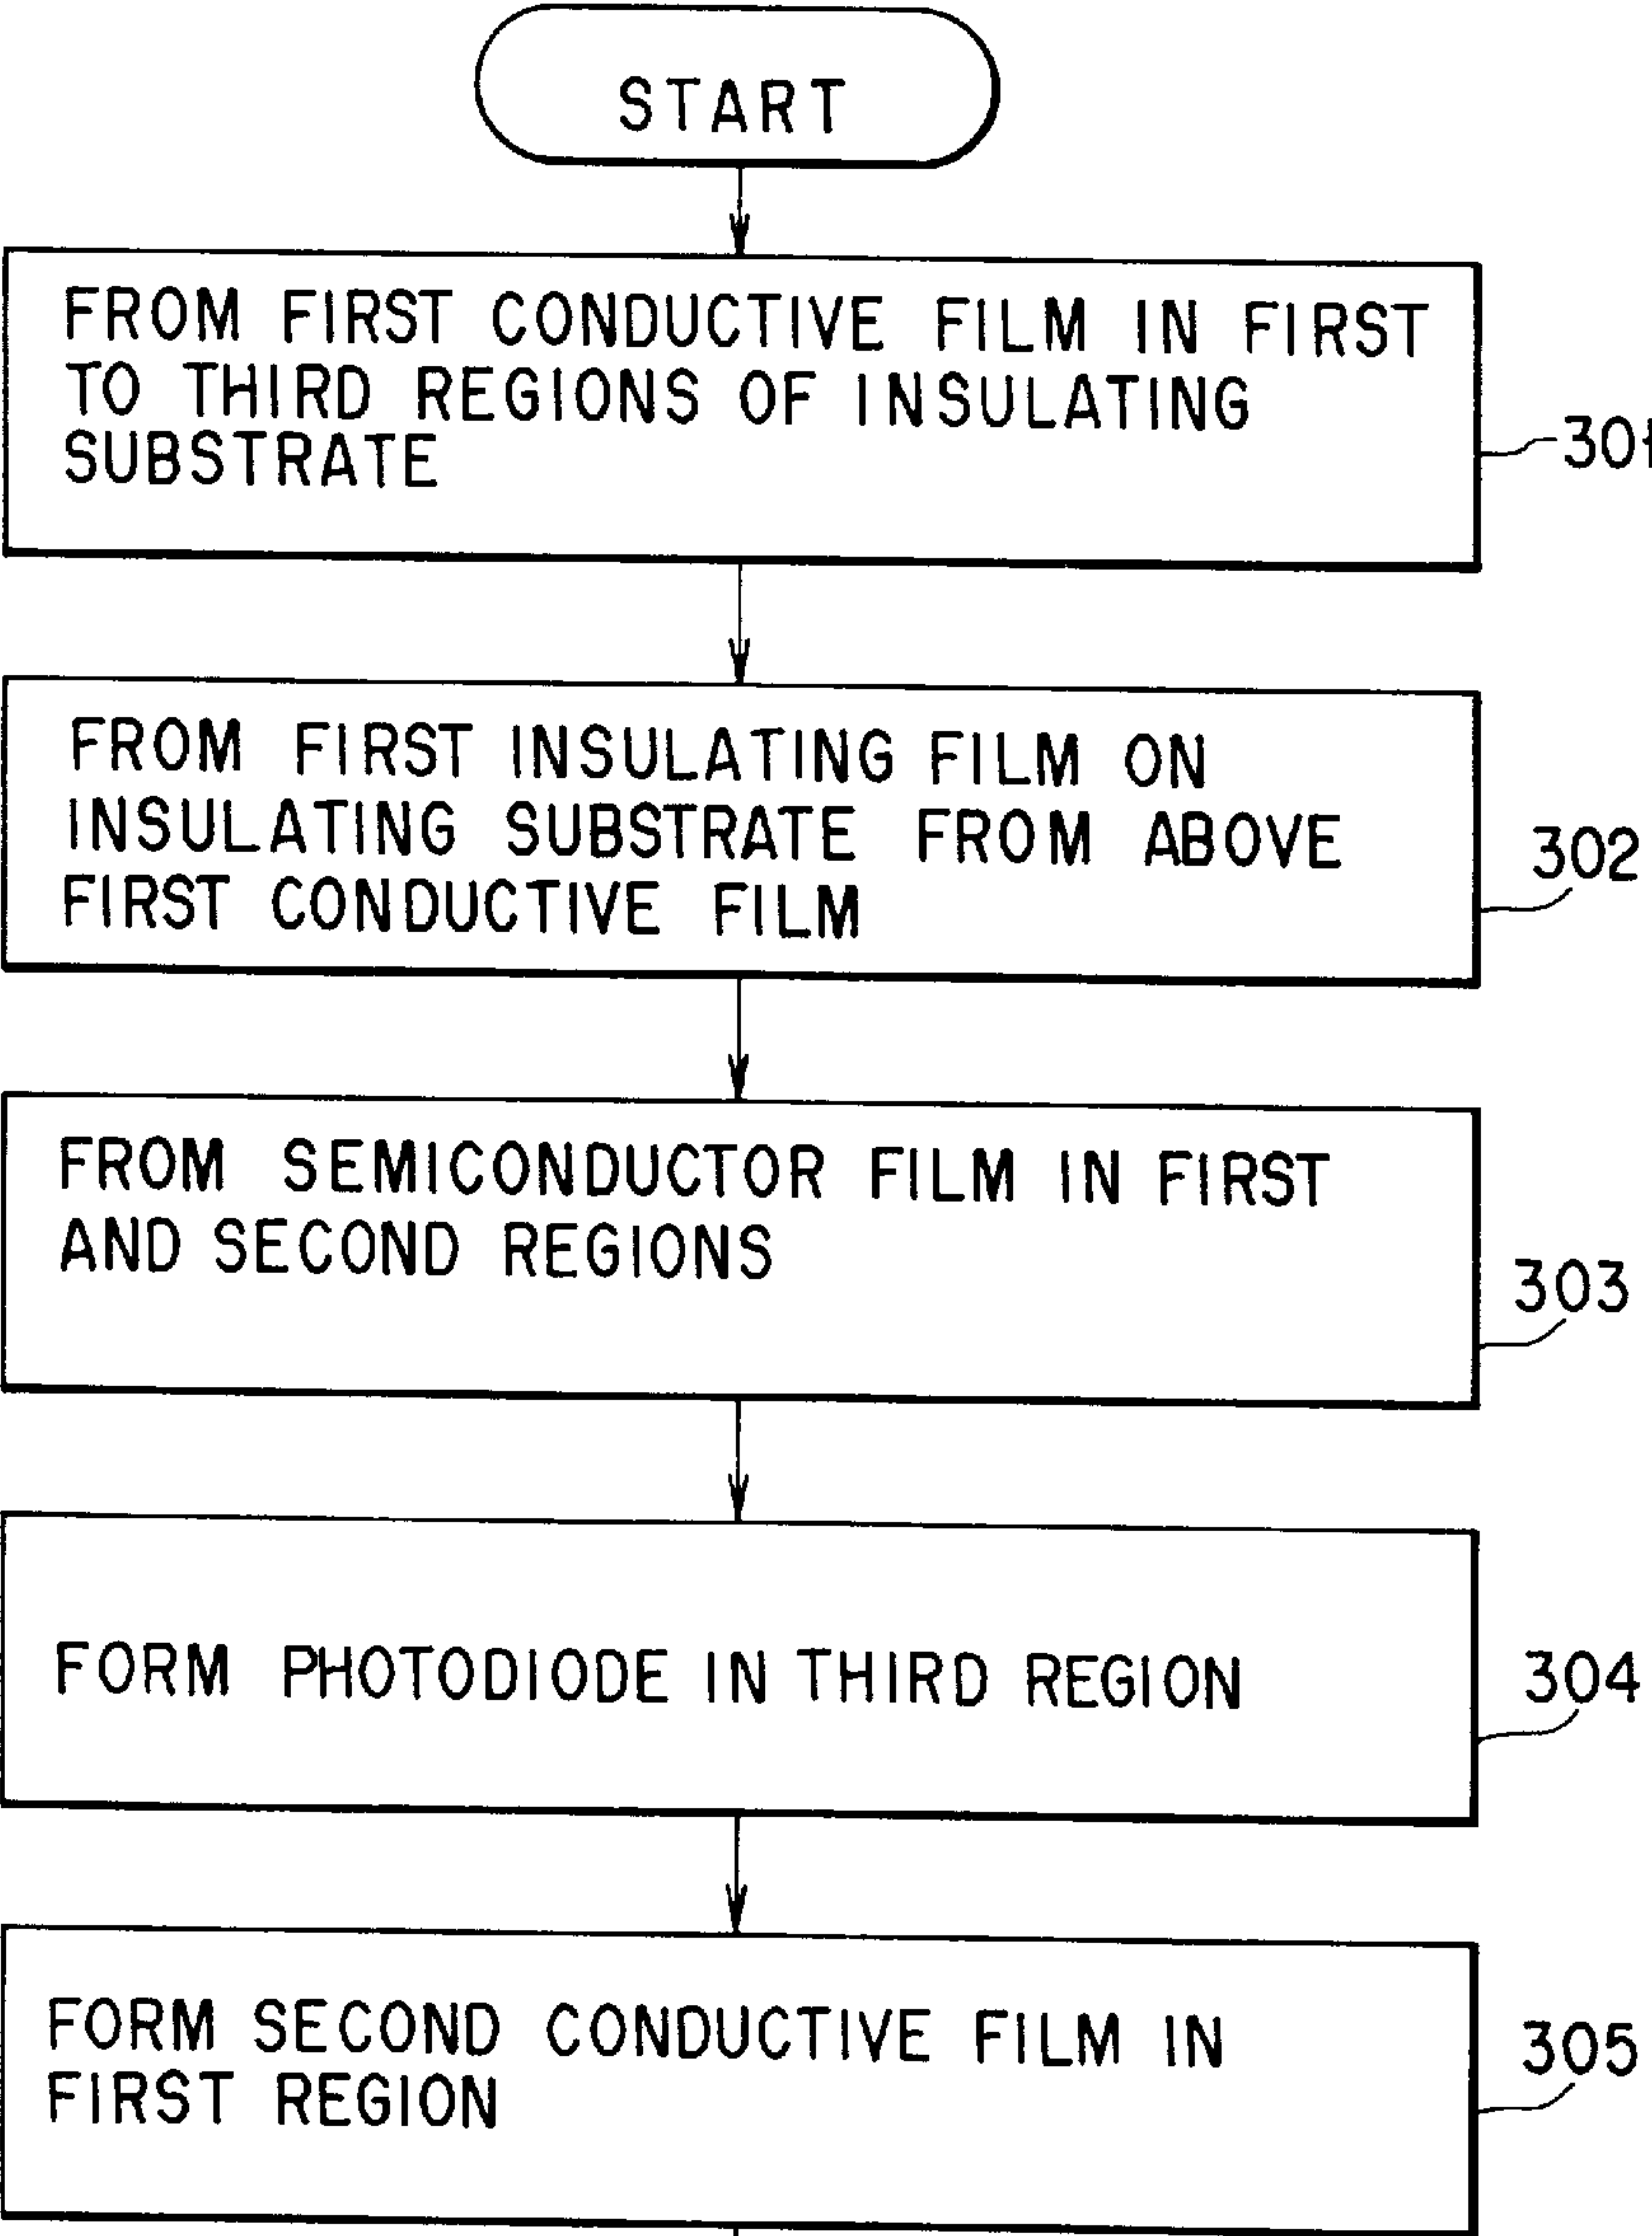 START
FROM FIRST CONDUCTIVE FILM IN FIRST
TO THIRD REGIONS OF INSULATING
SUBSTRATE
301
FROM FIRST INSULATING FILM ON
INSULATING SUBSTRATE FROM ABOVE
FIRST CONDUCTIVE FILM
302
FROM SEMICONDUCTOR FILM IN FIRST
AND SECOND REGIONS
303
FORM PHOTODIODE IN THIRD REGION
304
FORM SECOND CONDUCTIVE FILM IN
FIRST REGION
305